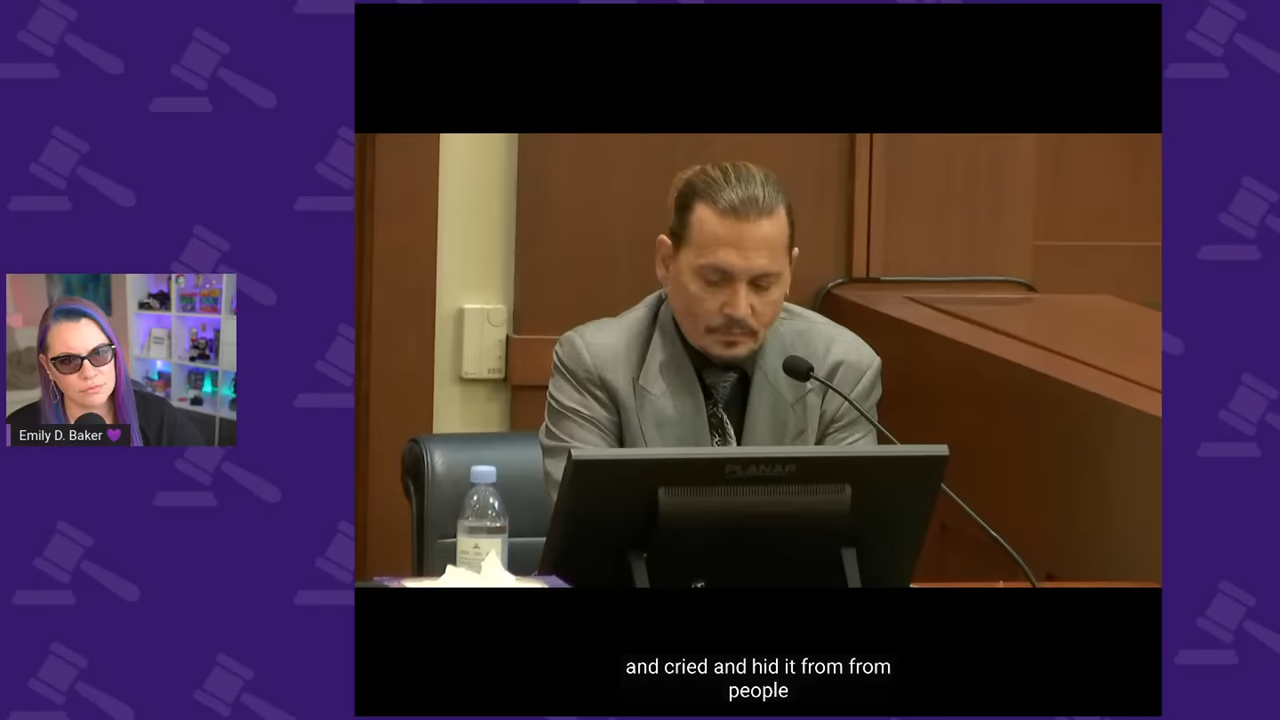 PLANAR
Emily D. Baker 💜
and cried and hid it from from
people